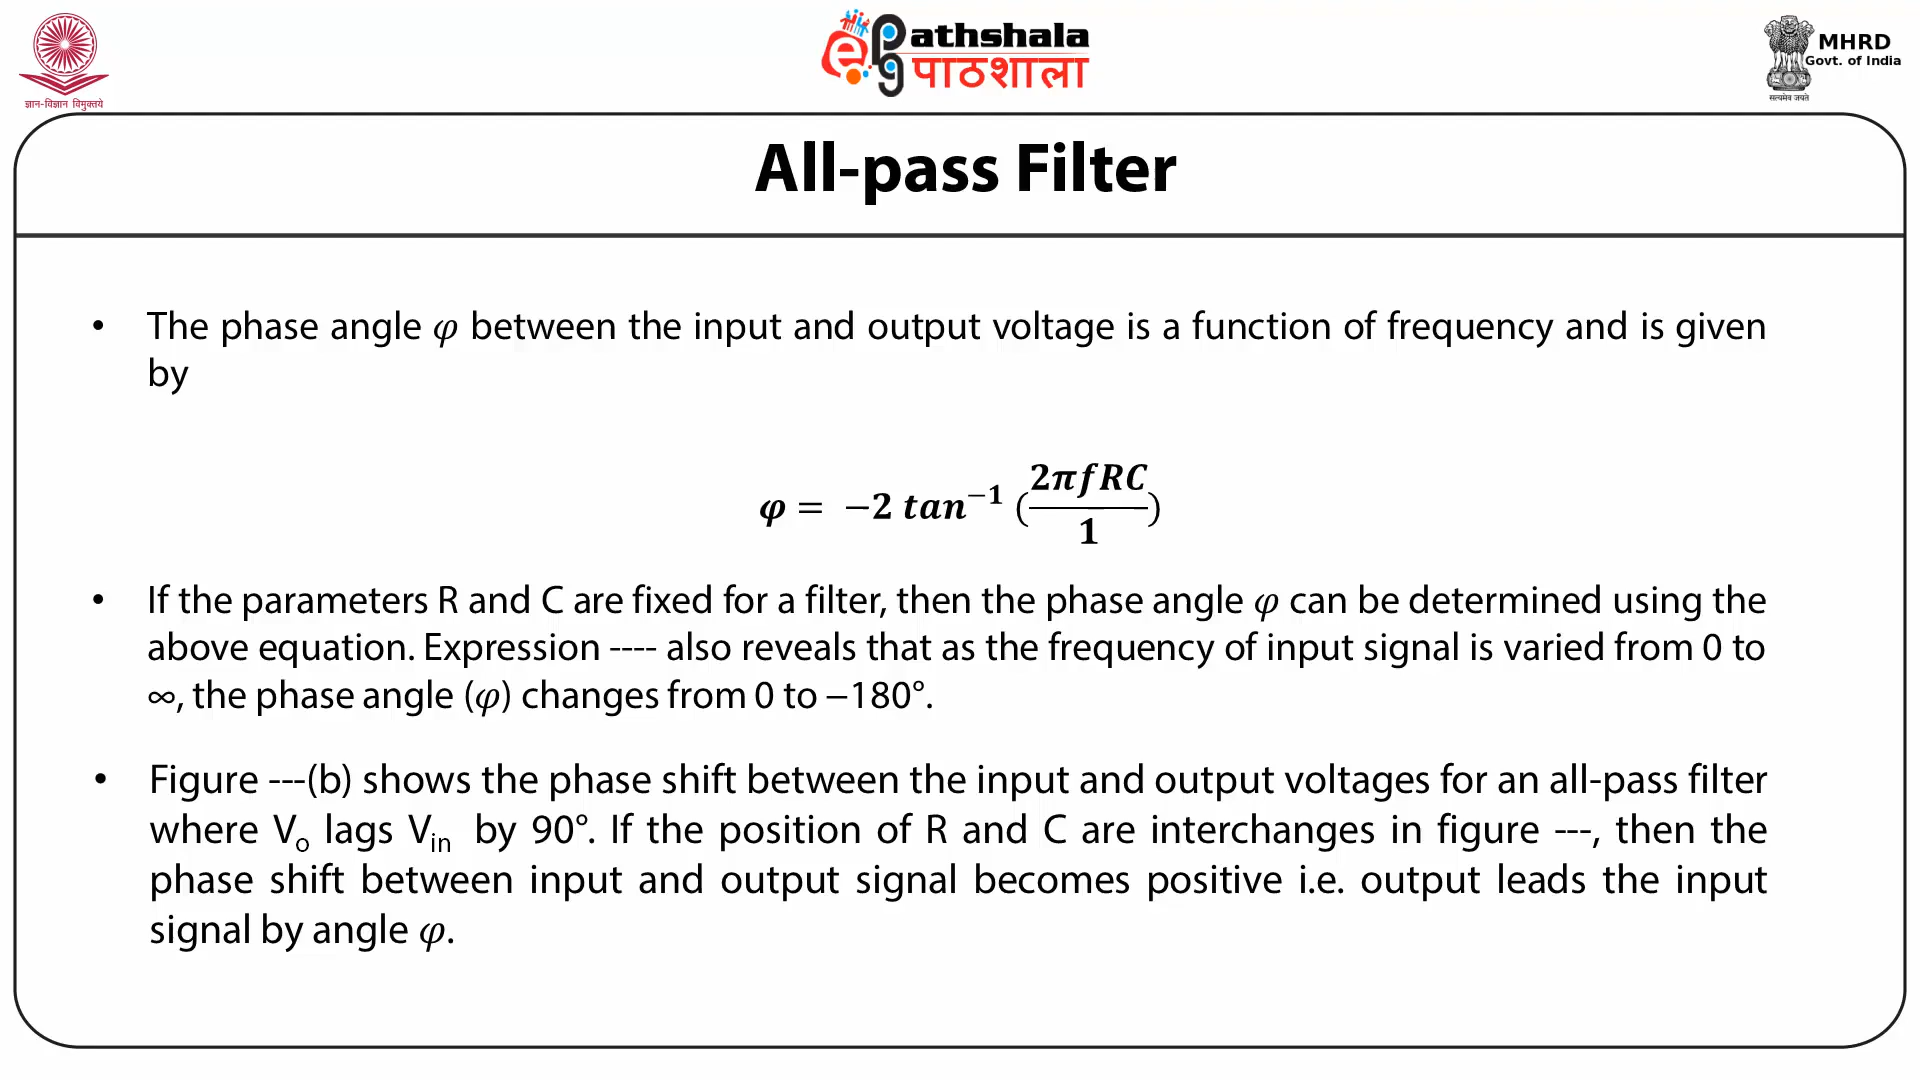 ज्ञान-विज्ञान विमुक्तये
ePathshala
पाठशाला
MHRD
Govt. of India
सत्यमेव जयते
All-pass Filter
• The phase angle φ between the input and output voltage is a function of frequency and is given
by
φ = −2 tan⁻¹ (2πfRC/1)
• If the parameters R and C are fixed for a filter, then the phase angle φ can be determined using the
above equation. Expression ---- also reveals that as the frequency of input signal is varied from 0 to
∞, the phase angle (φ) changes from 0 to −180°.
• Figure ---(b) shows the phase shift between the input and output voltages for an all-pass filter
where Vₒ lags Vᵢₙ by 90°. If the position of R and C are interchanges in figure ---, then the
phase shift between input and output signal becomes positive i.e. output leads the input
signal by angle φ.